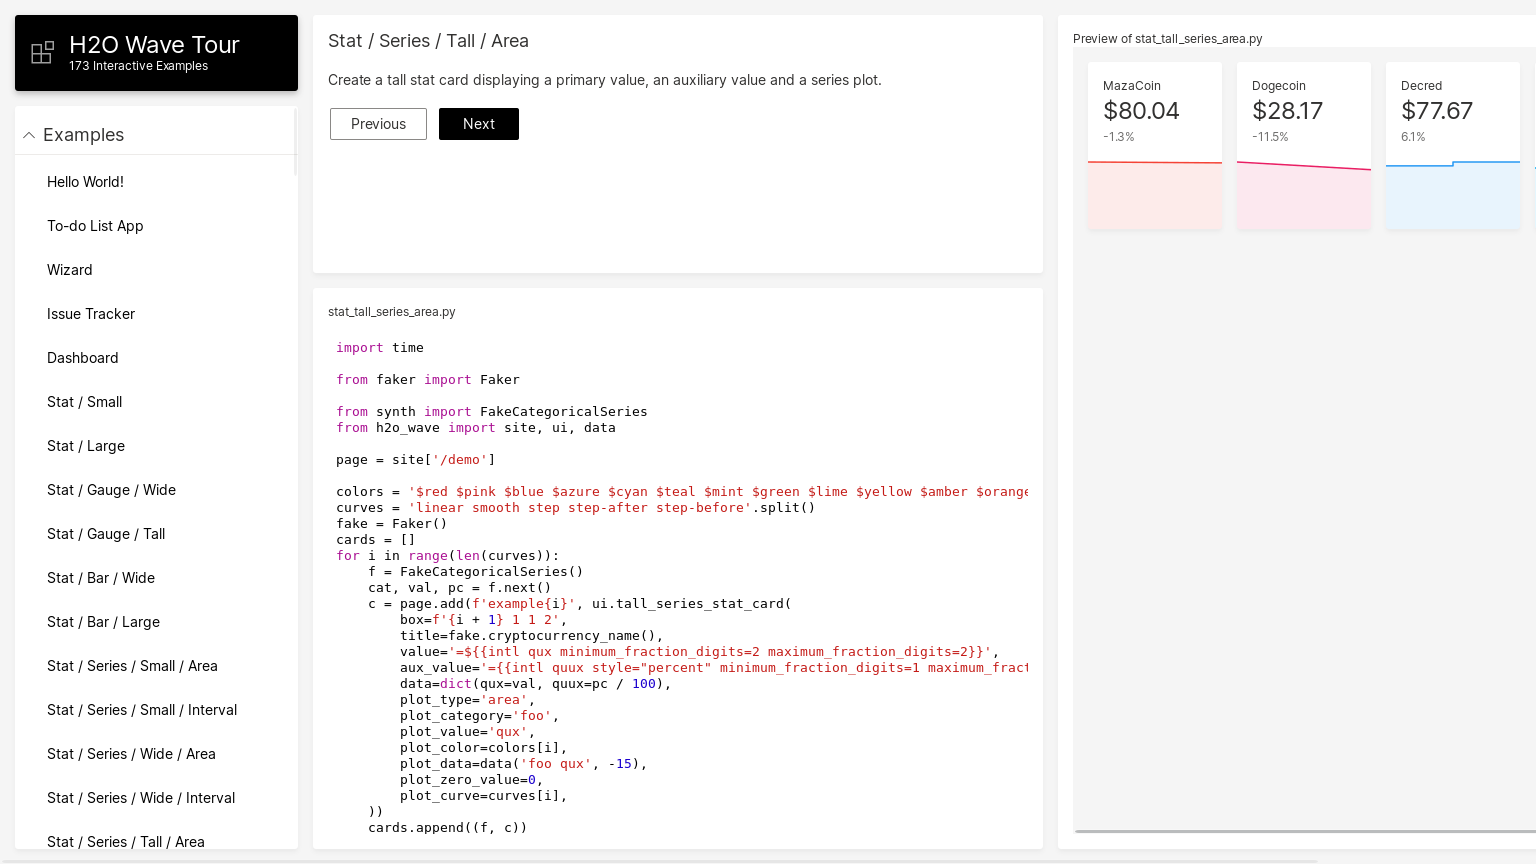 H2O Wave Tour
173 Interactive Examples
Examples
Hello World!
To-do List App
Wizard
Issue Tracker
Dashboard
Stat / Small
Stat / Large
Stat / Gauge / Wide
Stat / Gauge / Tall
Stat / Bar / Wide
Stat / Bar / Large
Stat / Series / Small / Area
Stat / Series / Small / Interval
Stat / Series / Wide / Area
Stat / Series / Wide / Interval
Stat / Series / Tall / Area
Stat / Series / Tall / Area
Create a tall stat card displaying a primary value, an auxiliary value and a series plot.
Previous Next
stat_tall_series_area.py
import time
from faker import Faker
from synth import FakeCategoricalSeries
from h2o_wave import site, ui, data
page = site['/demo']
colors = '$red $pink $blue $azure $cyan $teal $mint $green $lime $yellow $amber $orange
curves = 'linear smooth step step-after step-before'.split()
fake = Faker()
cards = []
for i in range(len(curves)):
    f = FakeCategoricalSeries()
    cat, val, pc = f.next()
    c = page.add(f'example{i}', ui.tall_series_stat_card(
        box=f'{i + 1} 1 1 2',
        title=fake.cryptocurrency_name(),
        value='=${{intl qux minimum_fraction_digits=2 maximum_fraction_digits=2}}',
        aux_value='={{intl quux style="percent" minimum_fraction_digits=1 maximum_fract
        data=dict(qux=val, quux=pc / 100),
        plot_type='area',
        plot_category='foo',
        plot_value='qux',
        plot_color=colors[i],
        plot_data=data('foo qux', -15),
        plot_zero_value=0,
        plot_curve=curves[i],
    ))
    cards.append((f, c))
Preview of stat_tall_series_area.py
MazaCoin
$80.04
-1.3%
Dogecoin
$28.17
-11.5%
Decred
$77.67
6.1%